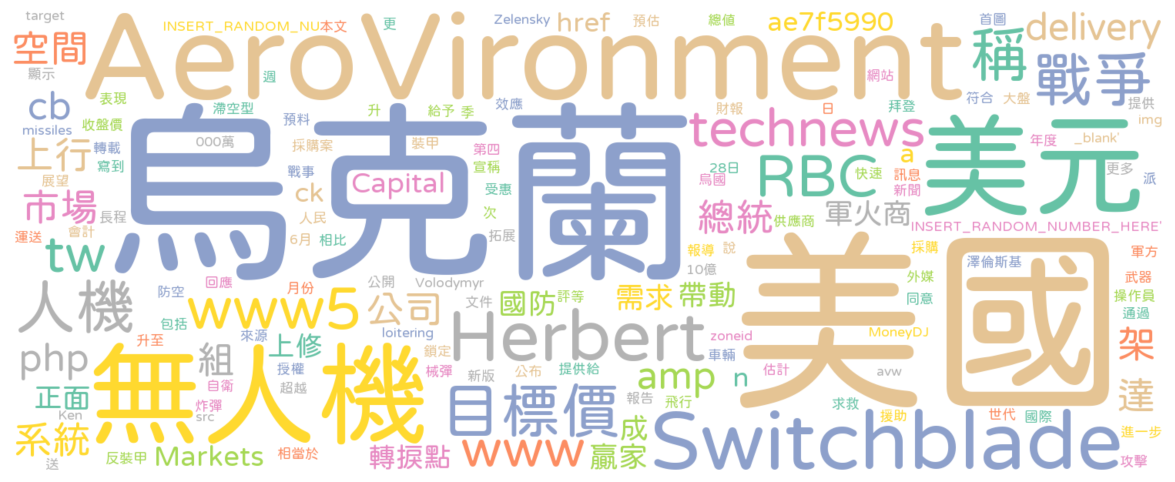 target
INSERT_RANDOM_NU
本文
更
Zelensky
href
預估
總值
ae7f5990
首圖
delivery
空間
顯示
AeroVironment
週
網站
稱
戰爭
cb
missiles
表現
收盤價
轉載
寫到
滯空型
000萬
預料
升
給予
季
效應
財報
日
拜登
符合
大盤
提供
img
烏克蘭
採購案
裝甲
第四
宣稱
technews
美元
年度
_blank'
上行
展望
戰事
ck
Capital
受惠
28日
烏國
RBC
快速
a
訊息
新聞
更多
派
市場
長程
會計
運送
人民
6月
相比
次
拓展
總統
供應商
軍火商
INSERT_RANDOM_NUMBER_HERE'
tw
報導
說
採購
軍方
美國
澤倫斯基
10億
外媒
武器
人機
防空
回應
月份
公開
Volodymyr
文件
國防
評等
需求
帶動
同意
操作員
通過
www5
公司
包括
來源
loitering
Herbert
zoneid
MoneyDJ
架
php
無人機
升至
上修
組
授權
鎖定
車輛
估計
正面
自衛
超越
械彈
新版
公布
提供給
amp
n
avw
達
Ken
炸彈
src
目標價
報告
飛行
求救
援助
世代
國際
進一步
系統
反裝甲
Markets
相當於
轉捩點
www
成
贏家
Switchblade
攻擊
送